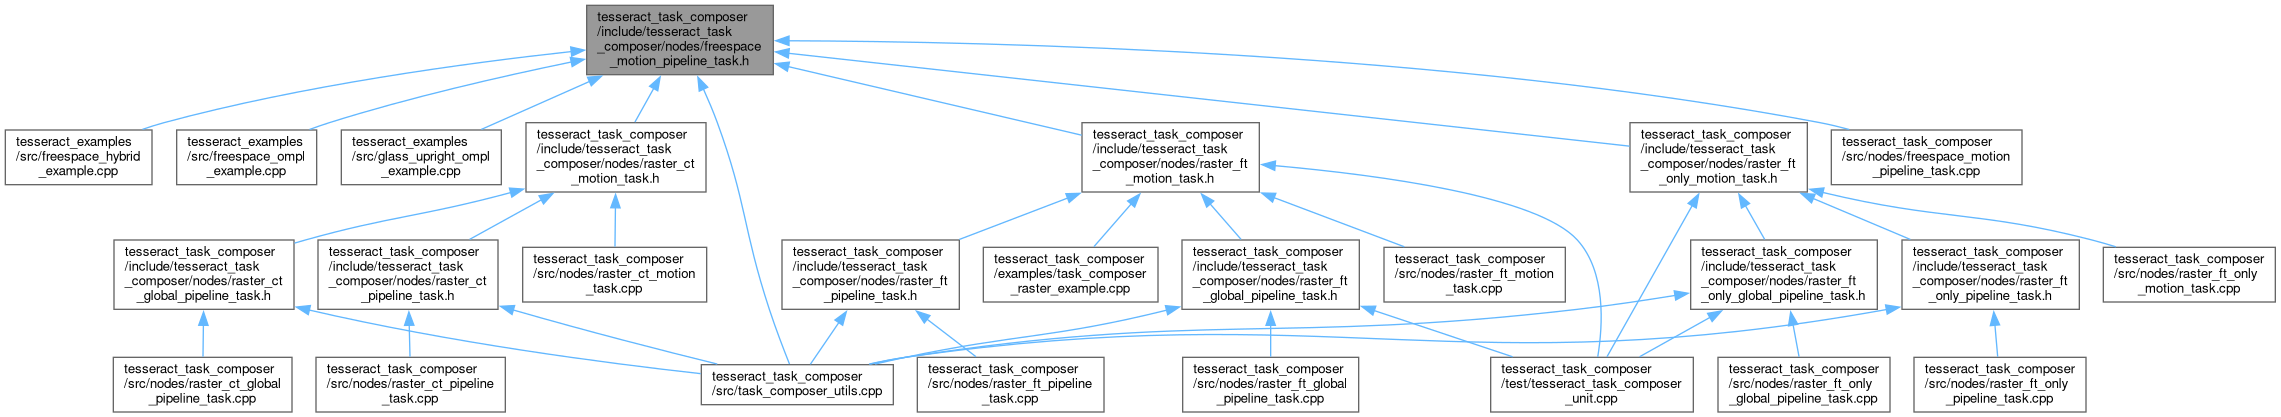 tesseract_task_composer
/include/tesseract_task
_composer/nodes/freespace
_motion_pipeline_task.h
tesseract_examples
/src/freespace_hybrid
_example.cpp
tesseract_examples
/src/freespace_ompl
_example.cpp
tesseract_examples
/src/glass_upright_ompl
_example.cpp
tesseract_task_composer
/include/tesseract_task
_composer/nodes/raster_ct
_motion_task.h
tesseract_task_composer
/include/tesseract_task
_composer/nodes/raster_ft
_motion_task.h
tesseract_task_composer
/include/tesseract_task
_composer/nodes/raster_ft
_only_motion_task.h
tesseract_task_composer
/src/nodes/freespace_motion
_pipeline_task.cpp
tesseract_task_composer
/include/tesseract_task
_composer/nodes/raster_ct
_global_pipeline_task.h
tesseract_task_composer
/include/tesseract_task
_composer/nodes/raster_ct
_pipeline_task.h
tesseract_task_composer
/src/nodes/raster_ct_motion
_task.cpp
tesseract_task_composer
/include/tesseract_task
_composer/nodes/raster_ft
_pipeline_task.h
tesseract_task_composer
/examples/task_composer
_raster_example.cpp
tesseract_task_composer
/include/tesseract_task
_composer/nodes/raster_ft
_global_pipeline_task.h
tesseract_task_composer
/src/nodes/raster_ft_motion
_task.cpp
tesseract_task_composer
/include/tesseract_task
_composer/nodes/raster_ft
_only_global_pipeline_task.h
tesseract_task_composer
/include/tesseract_task
_composer/nodes/raster_ft
_only_pipeline_task.h
tesseract_task_composer
/src/nodes/raster_ft_only
_motion_task.cpp
tesseract_task_composer
/src/nodes/raster_ct_global
_pipeline_task.cpp
tesseract_task_composer
/src/nodes/raster_ct_pipeline
_task.cpp
tesseract_task_composer
/src/task_composer_utils.cpp
tesseract_task_composer
/src/nodes/raster_ft_pipeline
_task.cpp
tesseract_task_composer
/src/nodes/raster_ft_global
_pipeline_task.cpp
tesseract_task_composer
/test/tesseract_task_composer
_unit.cpp
tesseract_task_composer
/src/nodes/raster_ft_only
_global_pipeline_task.cpp
tesseract_task_composer
/src/nodes/raster_ft_only
_pipeline_task.cpp